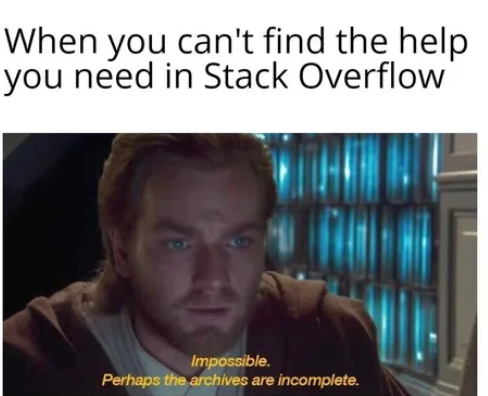 When you can't find the help
you need in Stack Overflow
Impossible.
Perhaps the archives are incomplete.